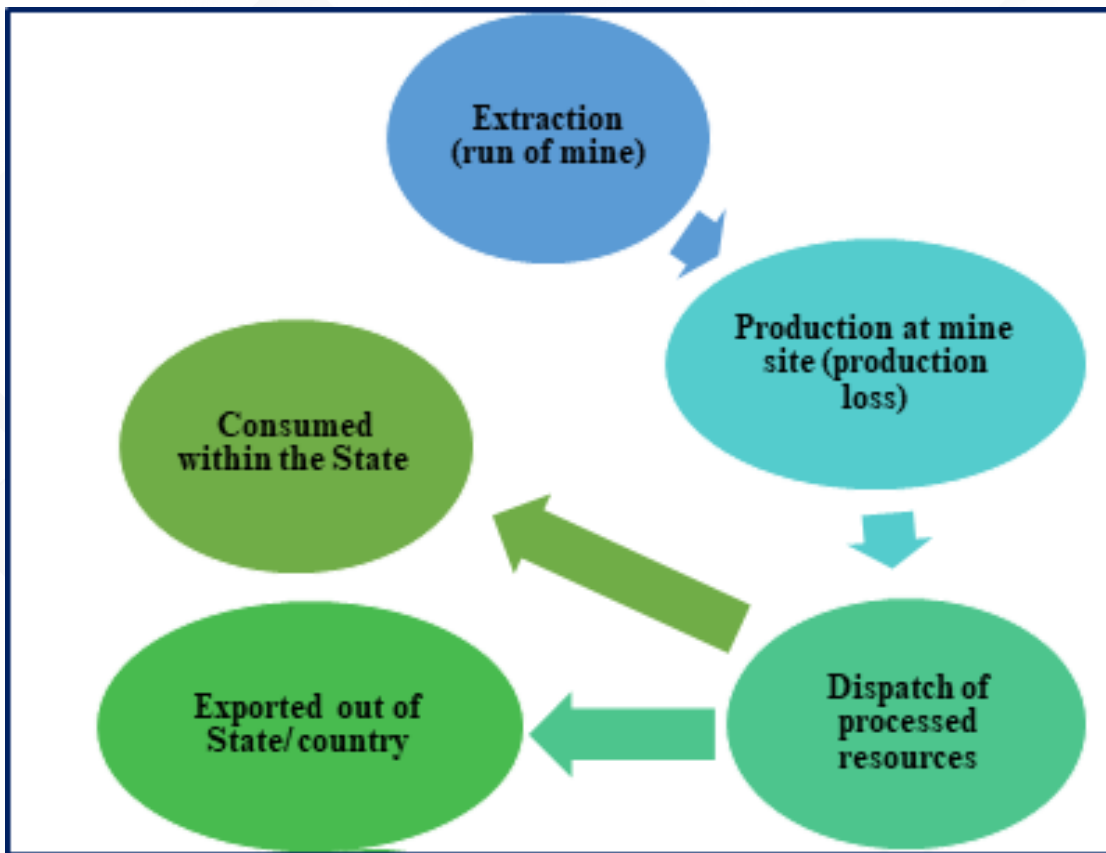 Extraction
(run of mine)
Production at mine
site (production
loss)
Dispatch of
processed
resources
Consumed
within the State
Exported out of
State/ country